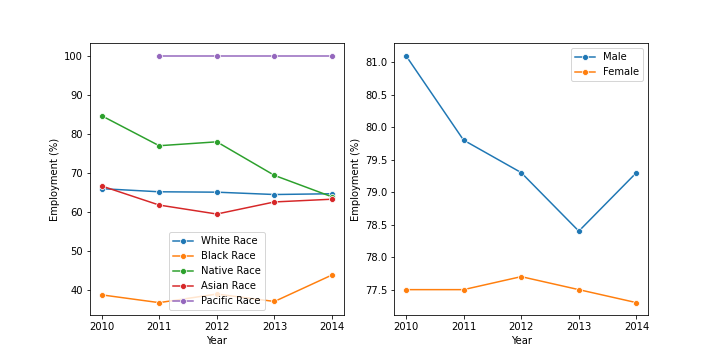 100
90
80
70
60
50
40
Employment (%)
2010 2011 2012 2013 2014
Year
White Race
Black Race
Native Race
Asian Race
Pacific Race
81.0
80.5
80.0
79.5
79.0
78.5
78.0
77.5
Employment (%)
2010 2011 2012 2013 2014
Year
Male
Female